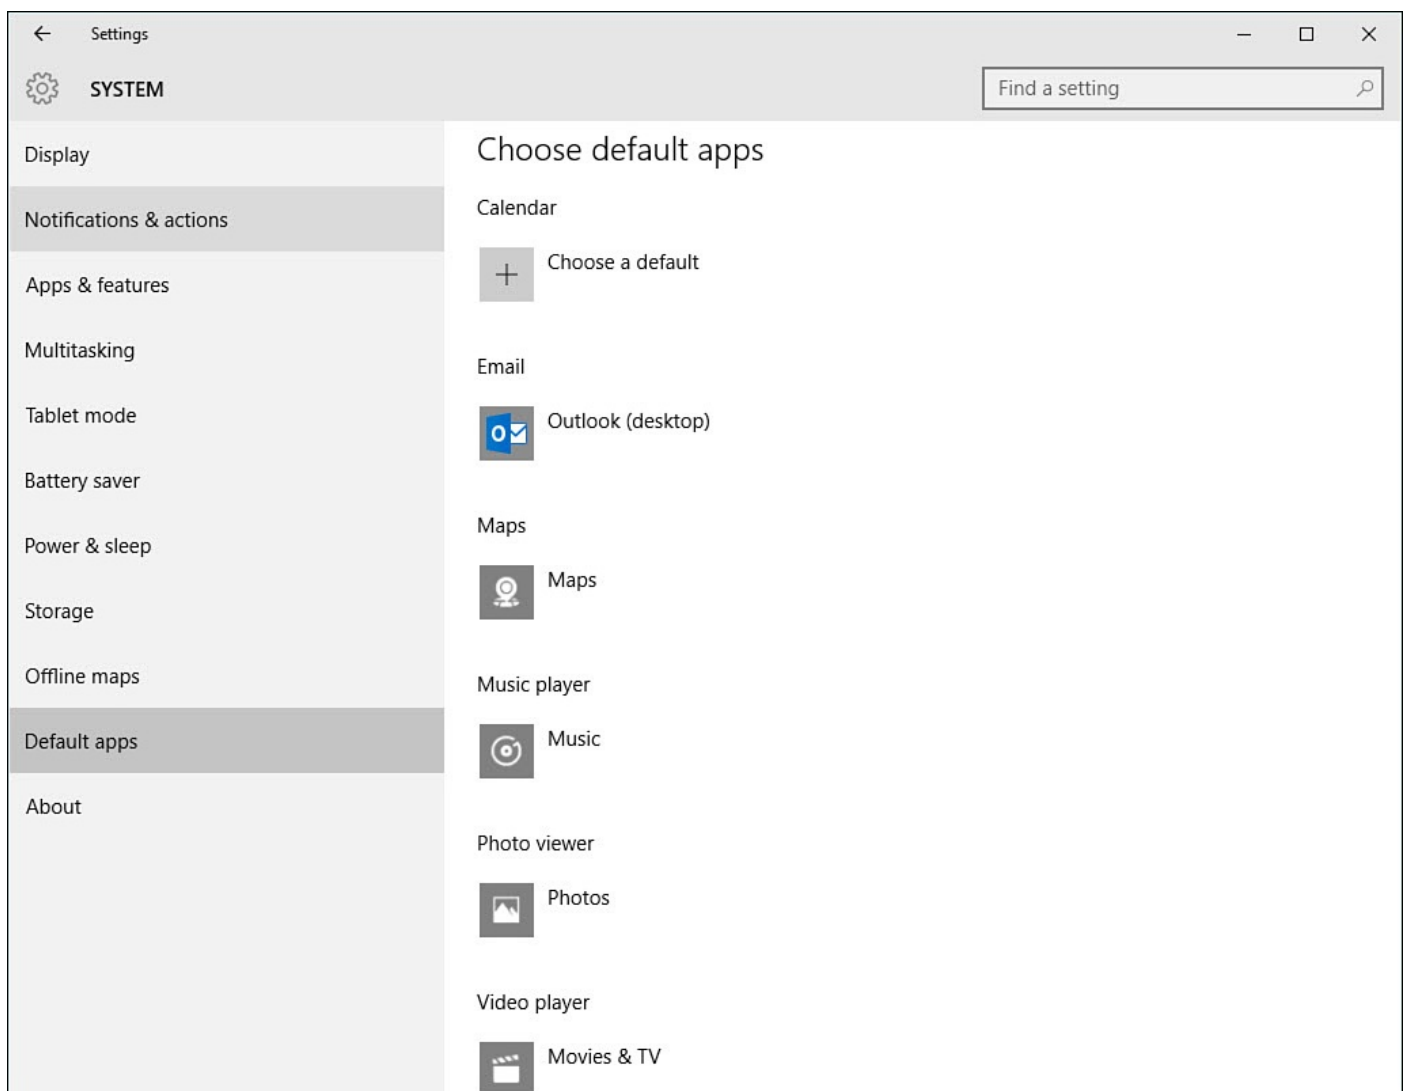 Settings
SYSTEM
Find a setting
Display
Notifications & actions
Apps & features
Multitasking
Tablet mode
Battery saver
Power & sleep
Storage
Offline maps
Default apps
About
Choose default apps
Calendar
Choose a default
Email
Outlook (desktop)
Maps
Maps
Music player
Music
Photo viewer
Photos
Video player
Movies & TV